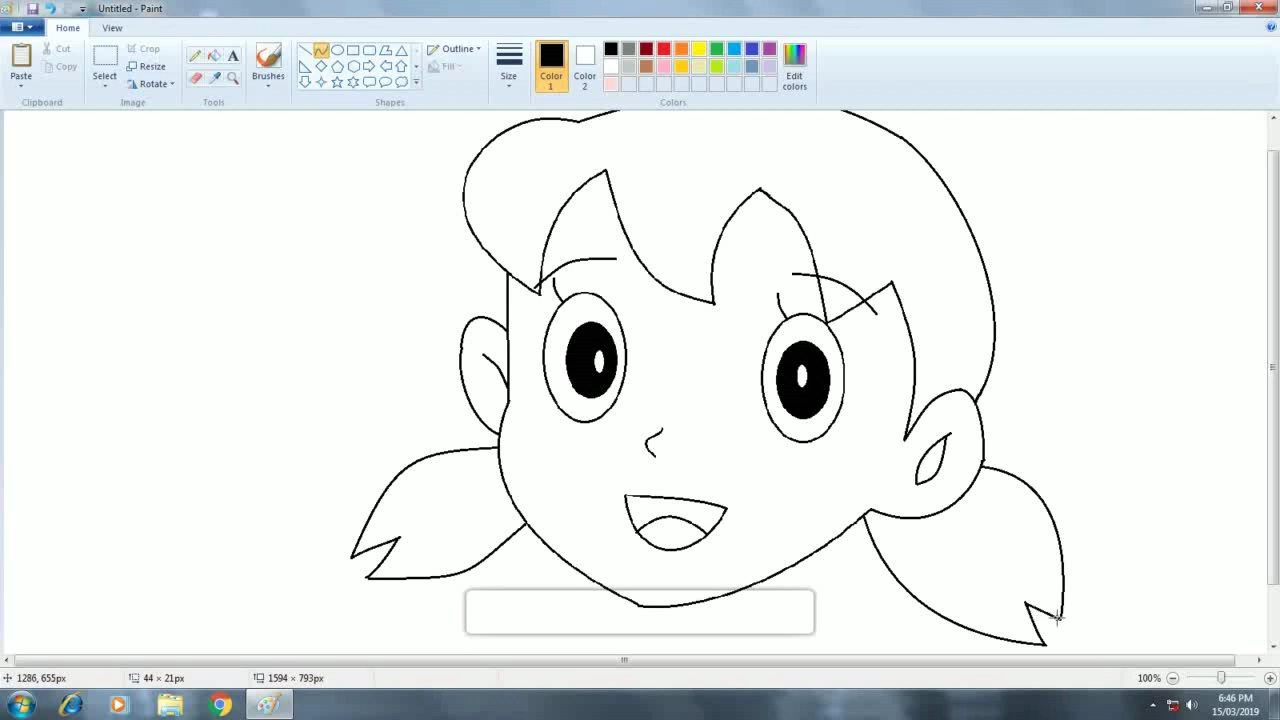 Untitled - Paint
Home
View
Paste
Cut
Copy
Clipboard
Select
Crop
Resize
Rotate
Image
A
Tools
Brushes
Outline
Fill
Shapes
Size
Color
1
Color
2
Edit
colors
Colors
1286, 655px
44 × 21px
1594 × 793px
100%
6:46 PM
15/03/2019